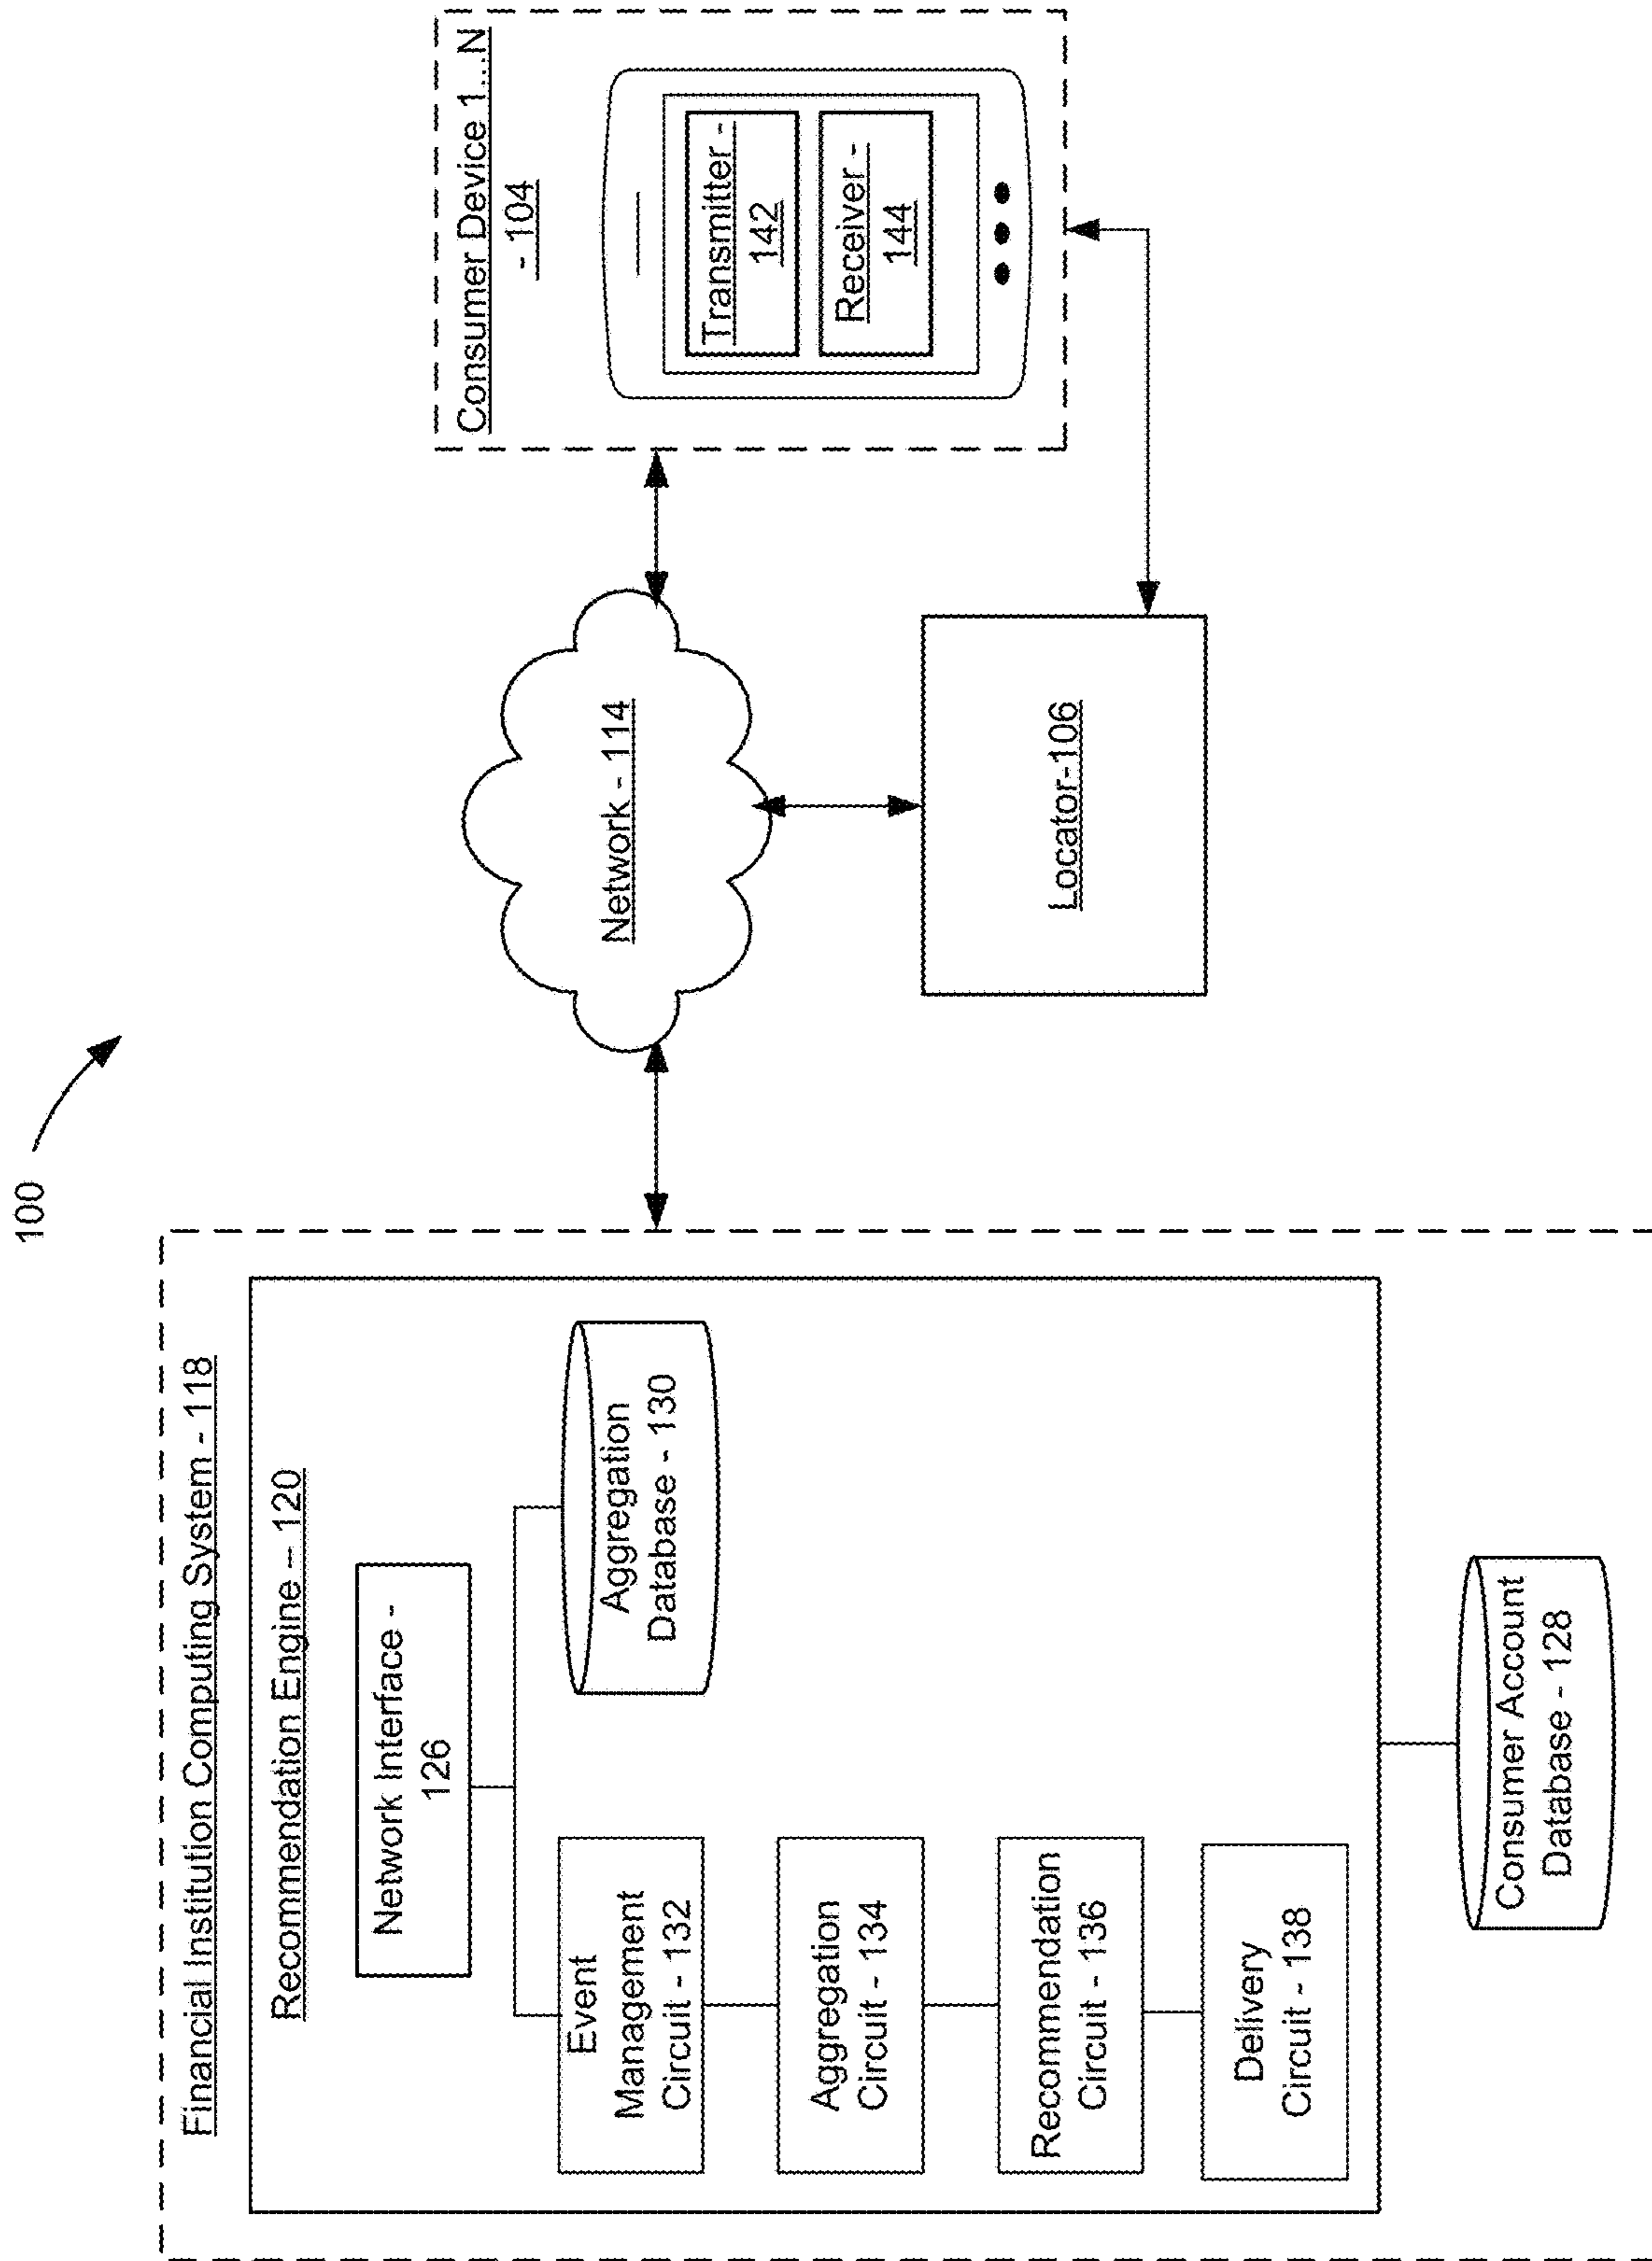 100
Financial Institution Computing System - 118
Recommendation Engine – 120
Network Interface -
126
Event
Management
Circuit - 132
Aggregation
Database - 130
Aggregation
Circuit - 134
Recommendation
Circuit - 136
Delivery
Circuit - 138
Consumer Account
Database - 128
Network - 114
Locator-106
Consumer Device 1...N
- 104
Transmitter -
142
Receiver -
144